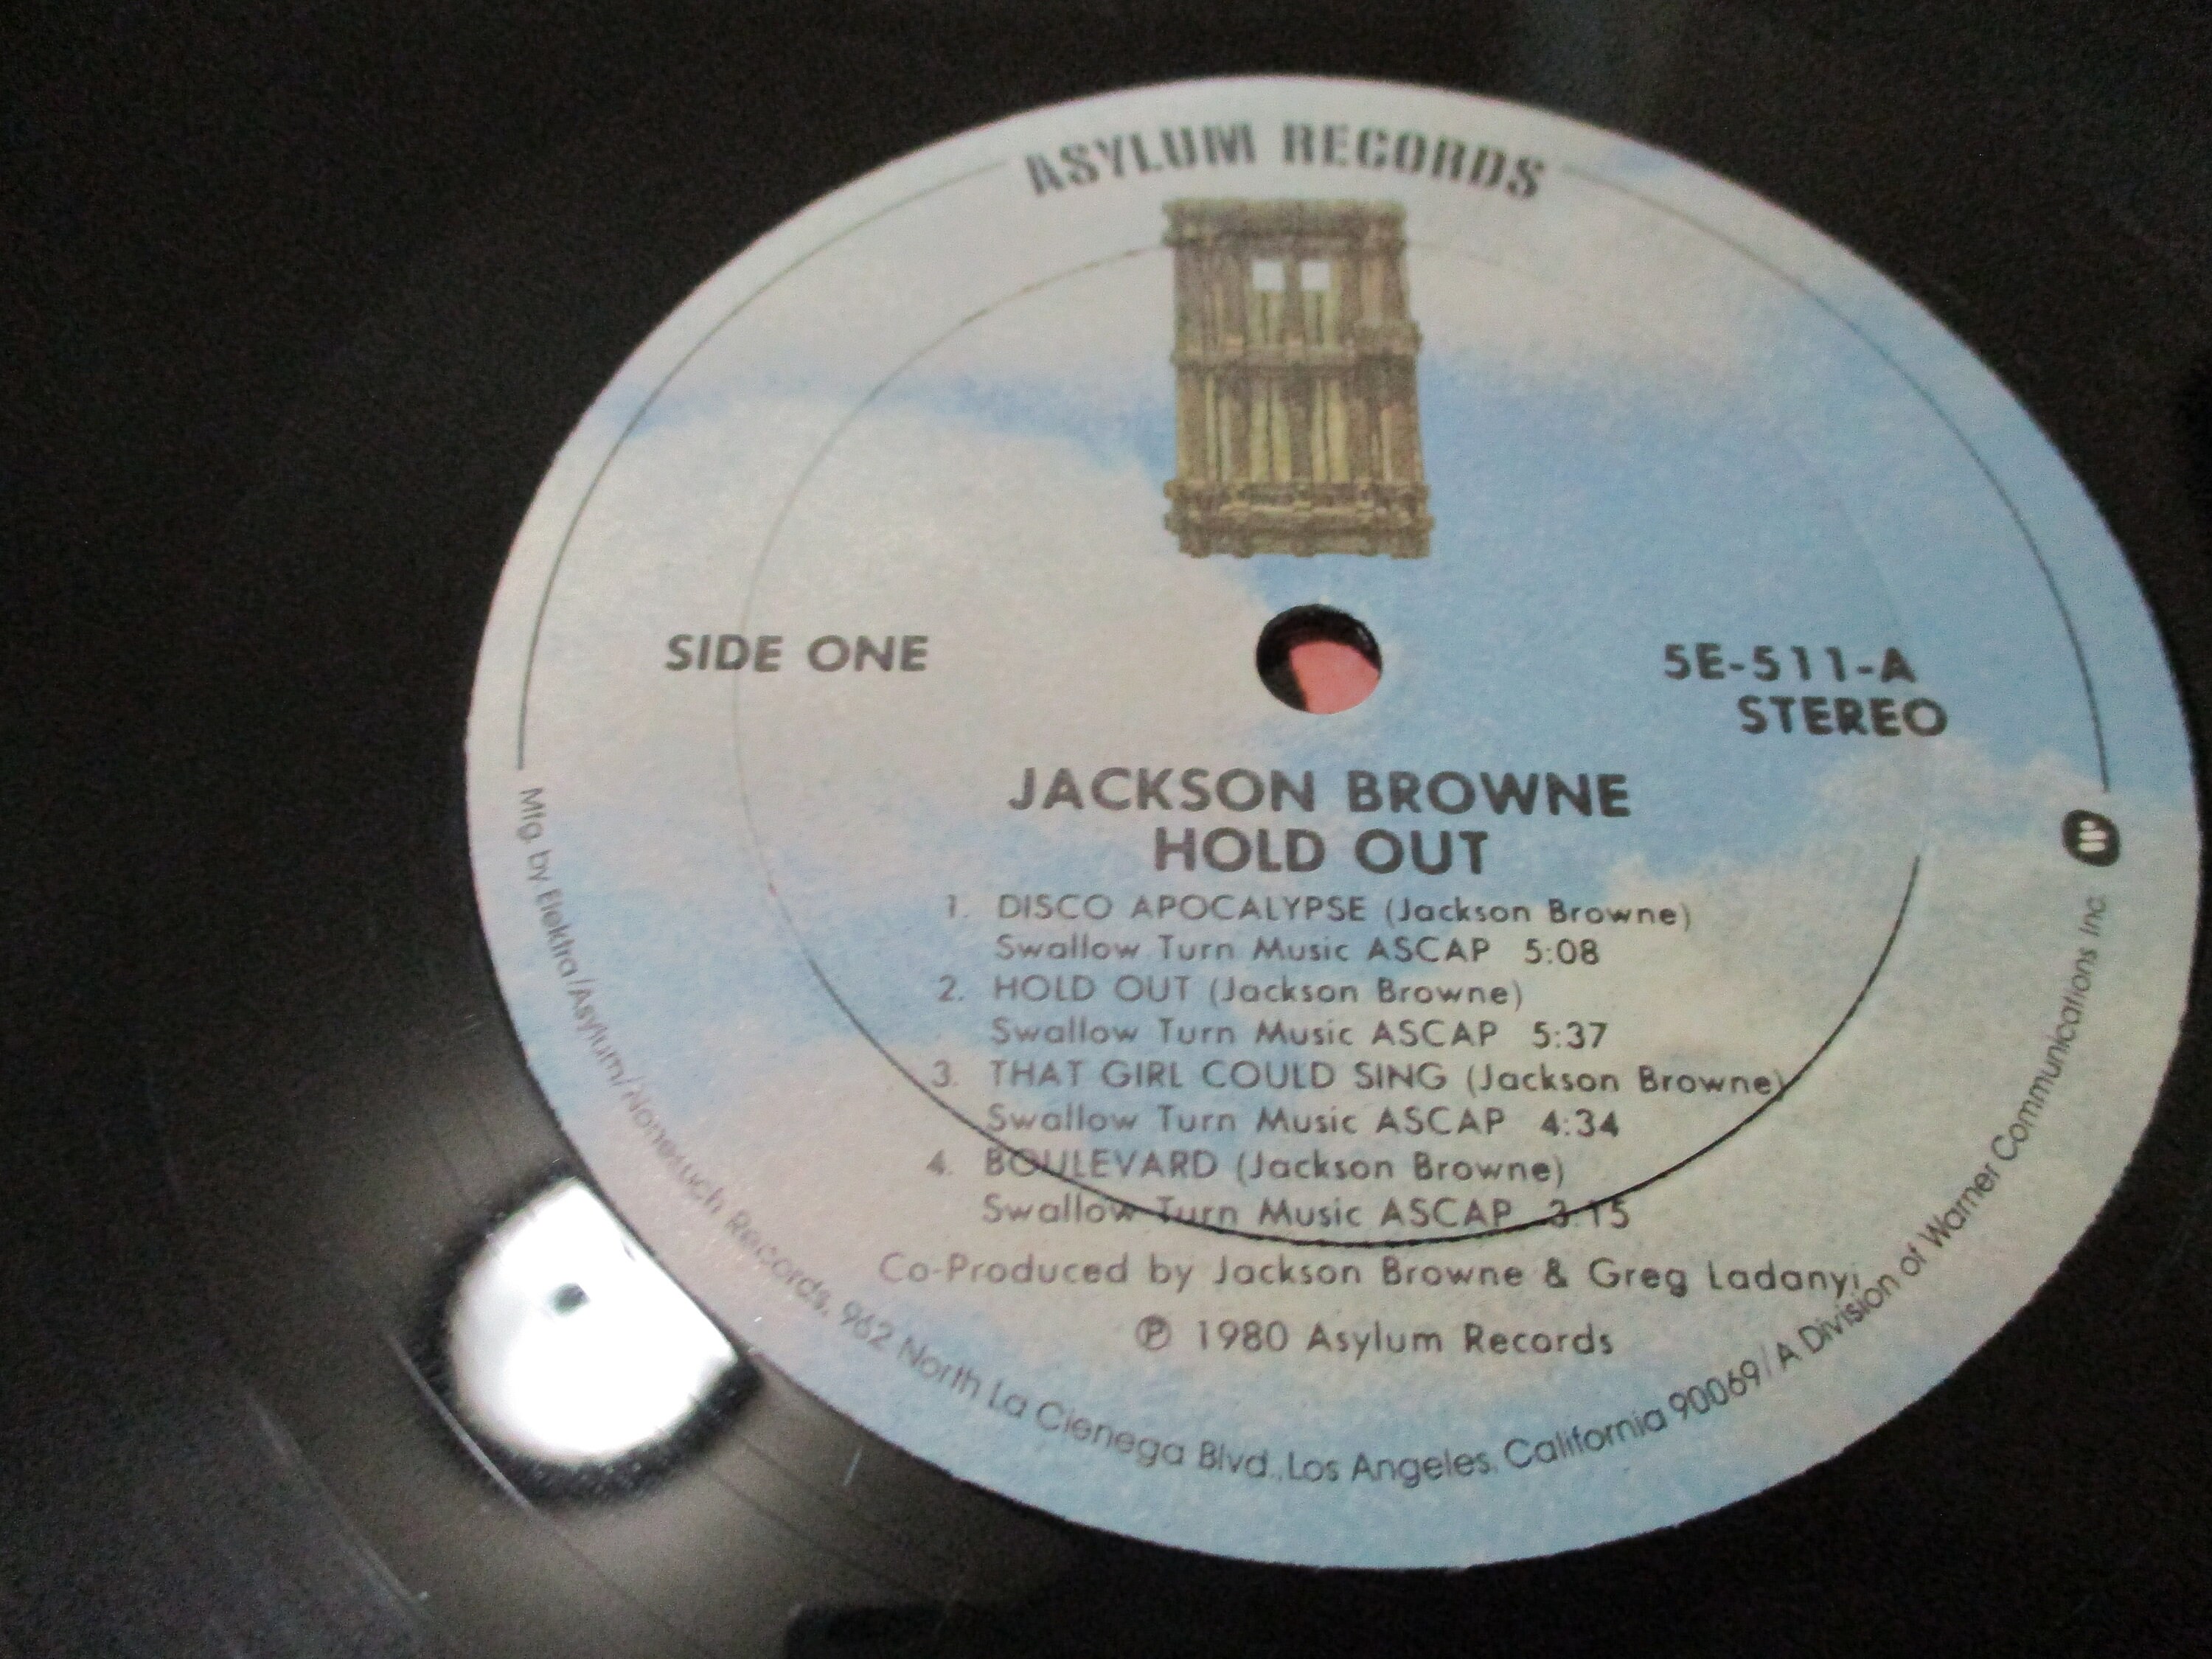 ASYLUM RECORDS
SIDE ONE
5E-511-A
STEREO
JACKSON BROWNE
HOLD OUT
1. DISCO APOCALYPSE (Jackson Browne)
Swallow Turn Music ASCAP 5:08
2. HOLD OUT (Jackson Browne)
Swallow Turn Music ASCAP 5:37
3. THAT GIRL COULD SING (Jackson Browne)
Swallow Turn Music ASCAP 4:34
4. BOULEVARD (Jackson Browne)
Swallow Turn Music ASCAP 3:15
Co-Produced by Jackson Browne & Greg Ladanyi
℗ 1980 Asylum Records
Mfg. by Elektra/Asylum/Nonesuch Records, 962 North La Cienega Blvd., Los Angeles, California 90069/A Division of Warner Communications Inc.